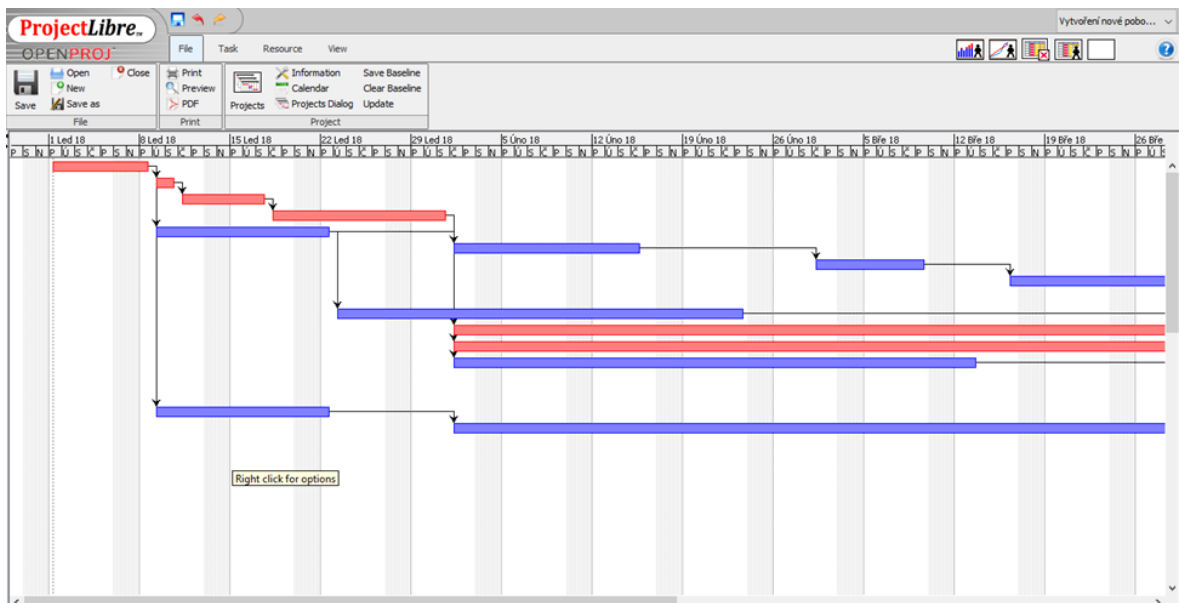 ProjectLibre™
OPENPROJ
Vytvoření nové pobo...
File Task Resource View
Save
Open
New
Save as
Close
File
Print
Preview
PDF
Print
Projects
Information
Calendar
Projects Dialog
Save Baseline
Clear Baseline
Update
Project
1 Led 18 8 Led 18 15 Led 18 22 Led 18 29 Led 18 5 Úno 18 12 Úno 18 19 Úno 18 26 Úno 18 5 Bře 18 12 Bře 18 19 Bře 18 26 Bře
P S N P Ú S Č P S N P Ú S Č P S N P Ú S Č P S N P Ú S Č P S N P Ú S Č P S N P Ú S Č P S N P Ú S Č P S N P Ú S Č P S N P Ú S Č P S N P Ú S Č P S N P Ú S Č P S N P Ú S Č P S N P Ú S
Right click for options